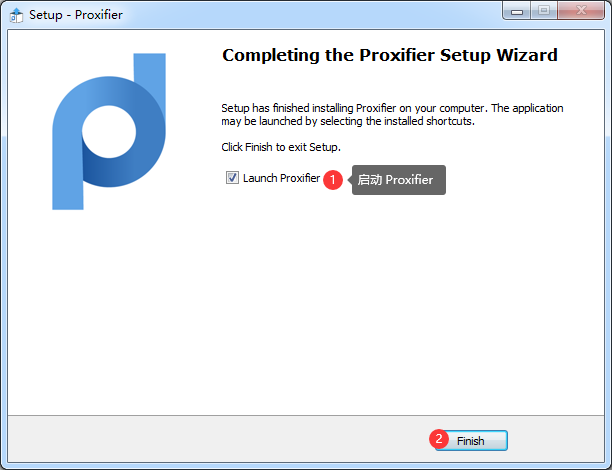 Setup - Proxifier
Completing the Proxifier Setup Wizard
Setup has finished installing Proxifier on your computer. The application
may be launched by selecting the installed shortcuts.
Click Finish to exit Setup.
Launch Proxifier 1 启动 Proxifier
2 Finish